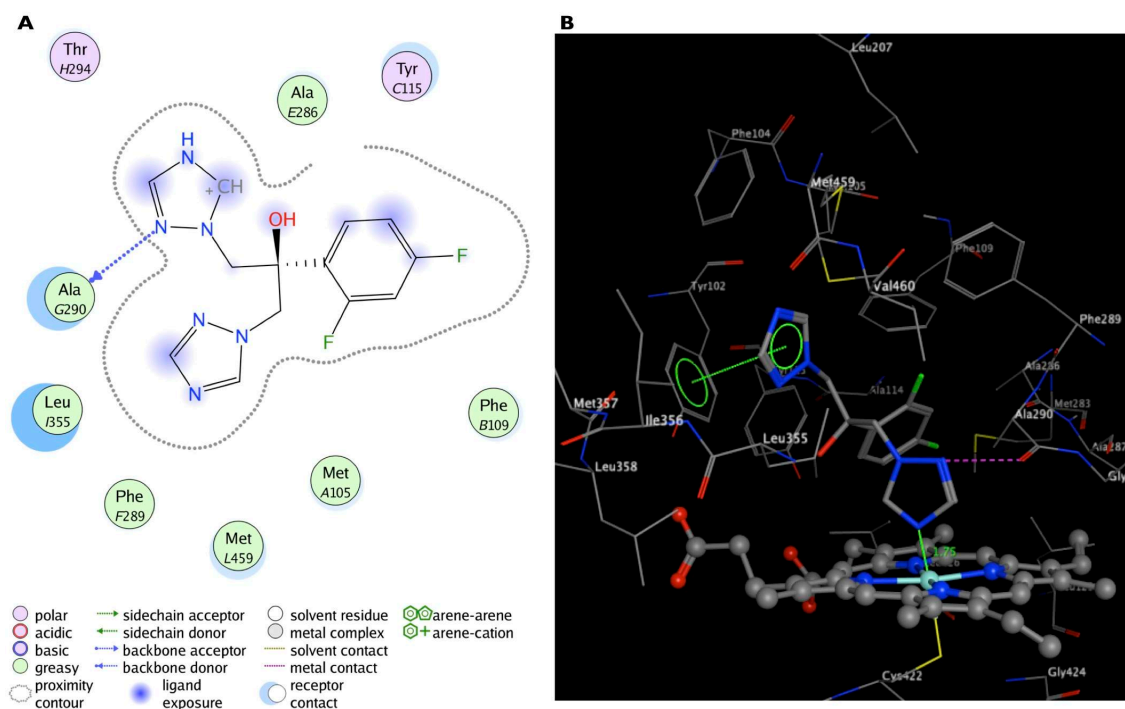 A
Thr
H294
Tyr
C115
Ala
E286
H
N
CH
+
N
N
OH
F
F
Ala
G290
N
N
N
Leu
I355
Phe
B109
Met
A105
Phe
F289
Met
L459
polar
acidic
basic
greasy
proximity
contour
sidechain acceptor
sidechain donor
backbone acceptor
backbone donor
ligand
exposure
solvent residue
metal complex
solvent contact
metal contact
receptor
contact
arene-arene
arene-cation
B
Leu207
Phe104
Met459
Phe109
Tyr102
Val460
Phe289
Ala286
Ala114
Met283
Met357
Ile356
Ala290
Leu355
Ala287
Leu358
Gly
1.76
Cys422
Gly424